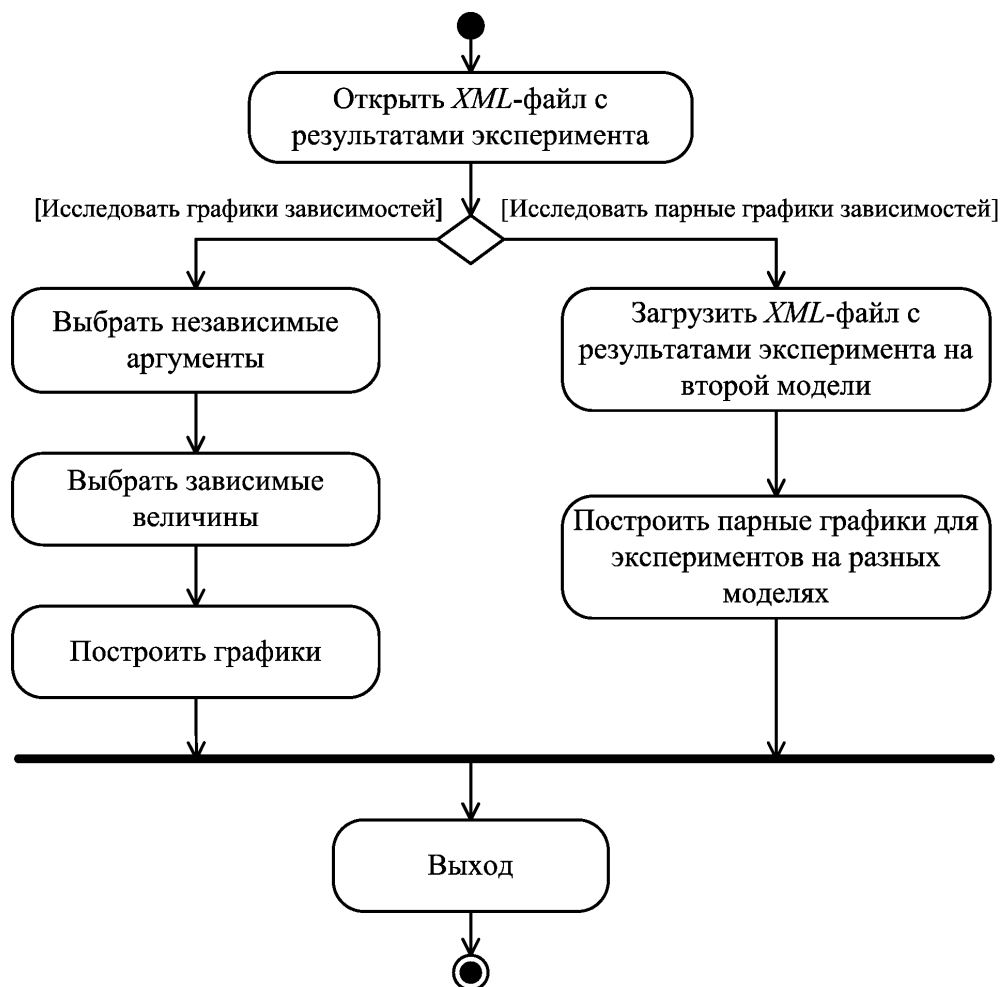 Открыть XML-файл с
результатами эксперимента
[Исследовать графики зависимостей]
[Исследовать парные графики зависимостей]
Выбрать независимые
аргументы
Загрузить XML-файл с
результатами эксперимента на
второй модели
Выбрать зависимые
величины
Построить парные графики для
экспериментов на разных
моделях
Построить графики
Выход